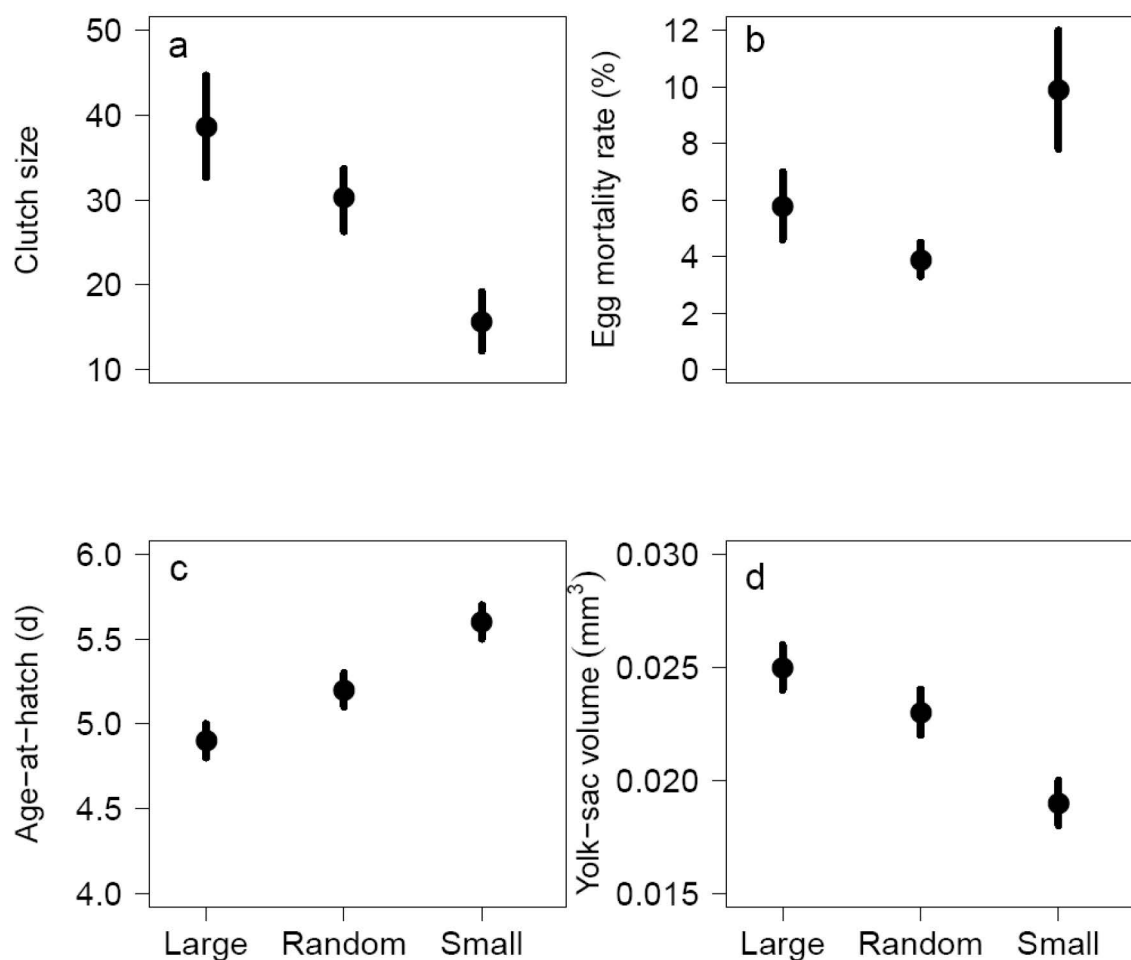 a
Clutch size
50
40
30
20
10
b
Egg mortality rate (%)
12
10
8
6
4
2
0
c
Age−at−hatch (d)
6.0
5.5
5.0
4.5
4.0
Large Random Small
d
Yolk−sac volume (mm³)
0.030
0.025
0.020
0.015
Large Random Small